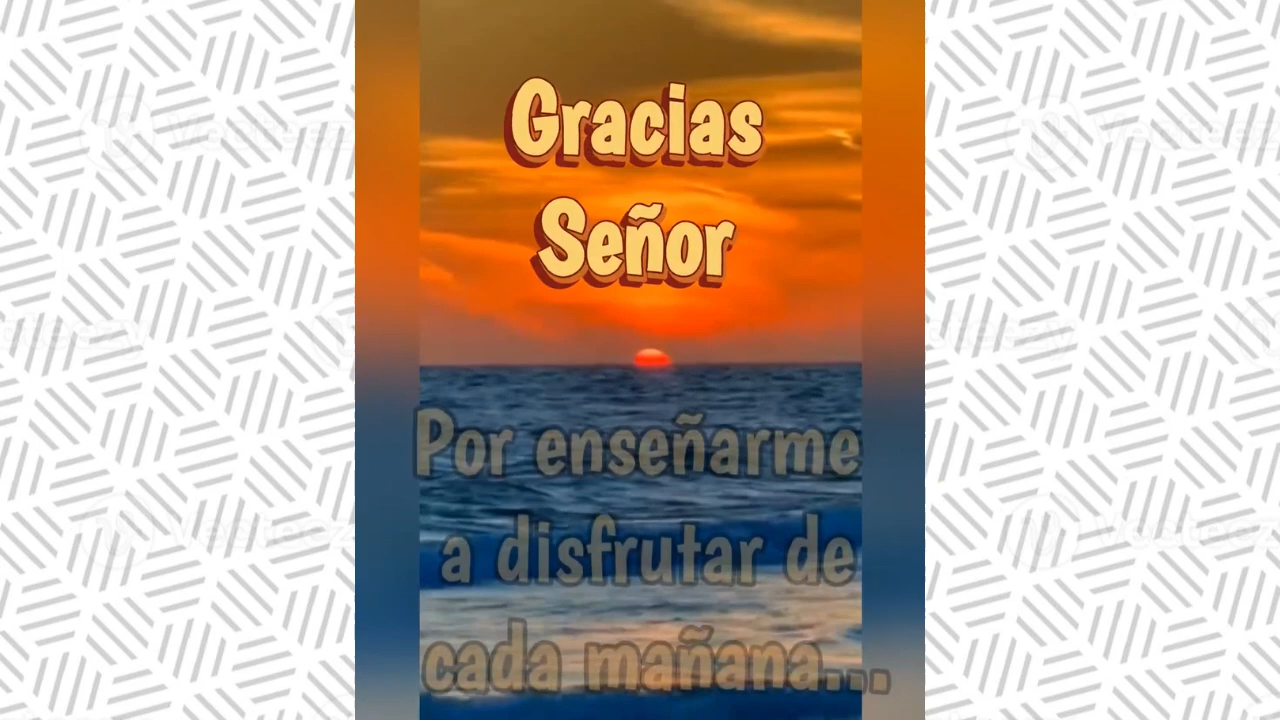 Gracias
Señor
Por enseñarme
a disfrutar de
cada mañana...